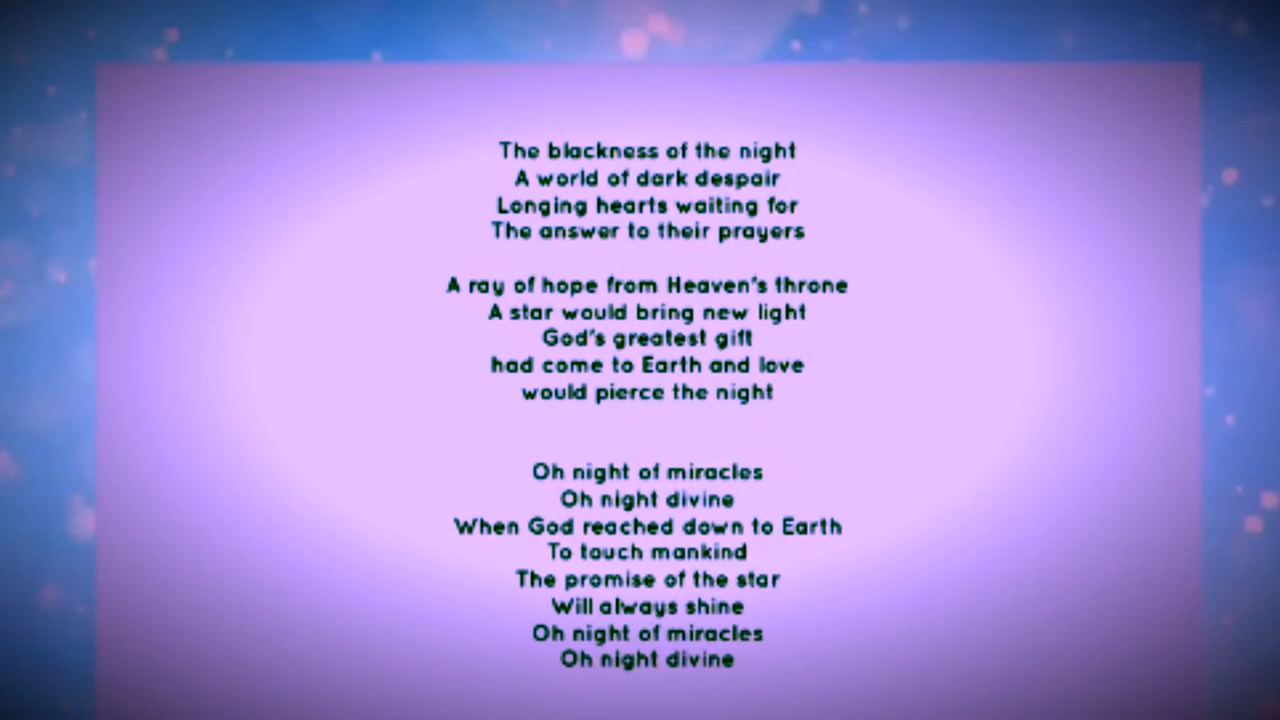 The blackness of the night
A world of dark despair
Longing hearts waiting for
The answer to their prayers
A ray of hope from Heaven's throne
A star would bring new light
God's greatest gift
had come to Earth and love
would pierce the night
Oh night of miracles
Oh night divine
When God reached down to Earth
To touch mankind
The promise of the star
Will always shine
Oh night of miracles
Oh night divine